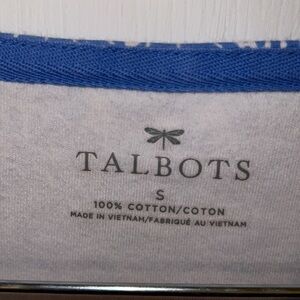 TALBOTS
S
100% COTTON/COTON
MADE IN VIETNAM/FABRIQUÉ AU VIETNAM